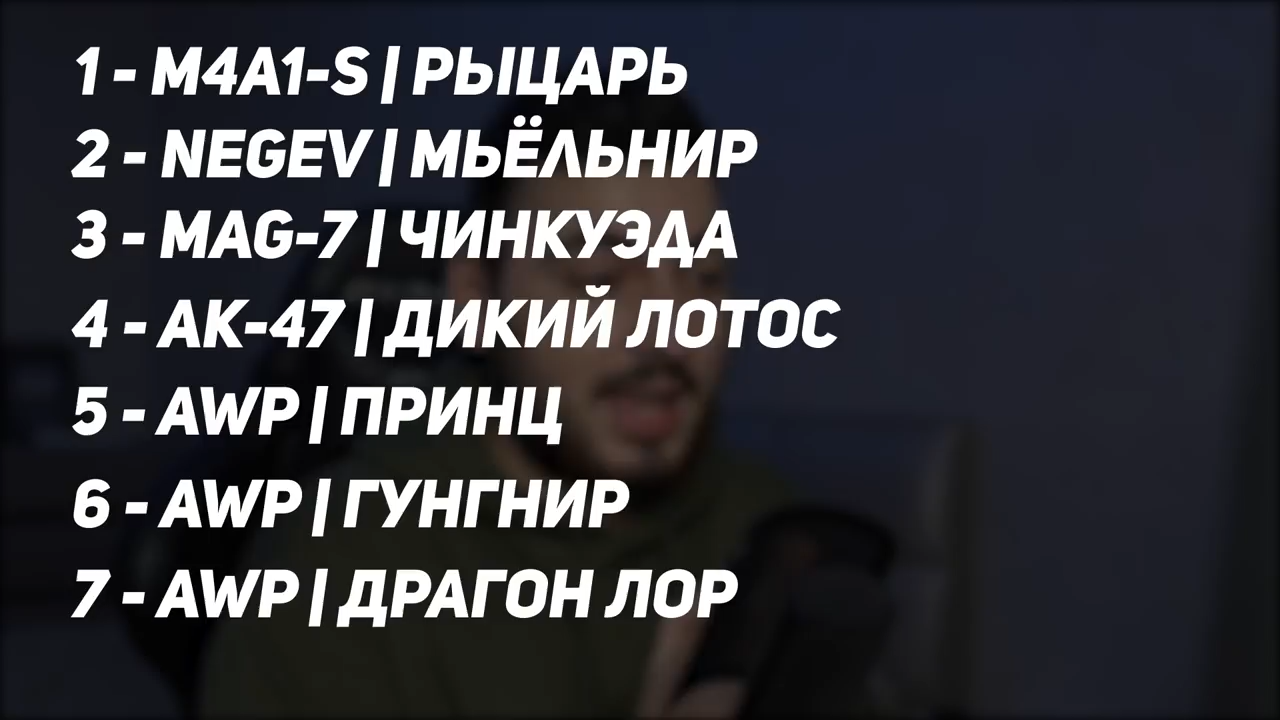 1 - M4A1-S | РЫЦАРЬ
2 - NEGEV | МЬЁЛЬНИР
3 - MAG-7 | ЧИНКУЭДА
4 - AK-47 | ДИКИЙ ЛОТОС
5 - AWP | ПРИНЦ
6 - AWP | ГУНГНИР
7 - AWP | ДРАГОН ЛОР